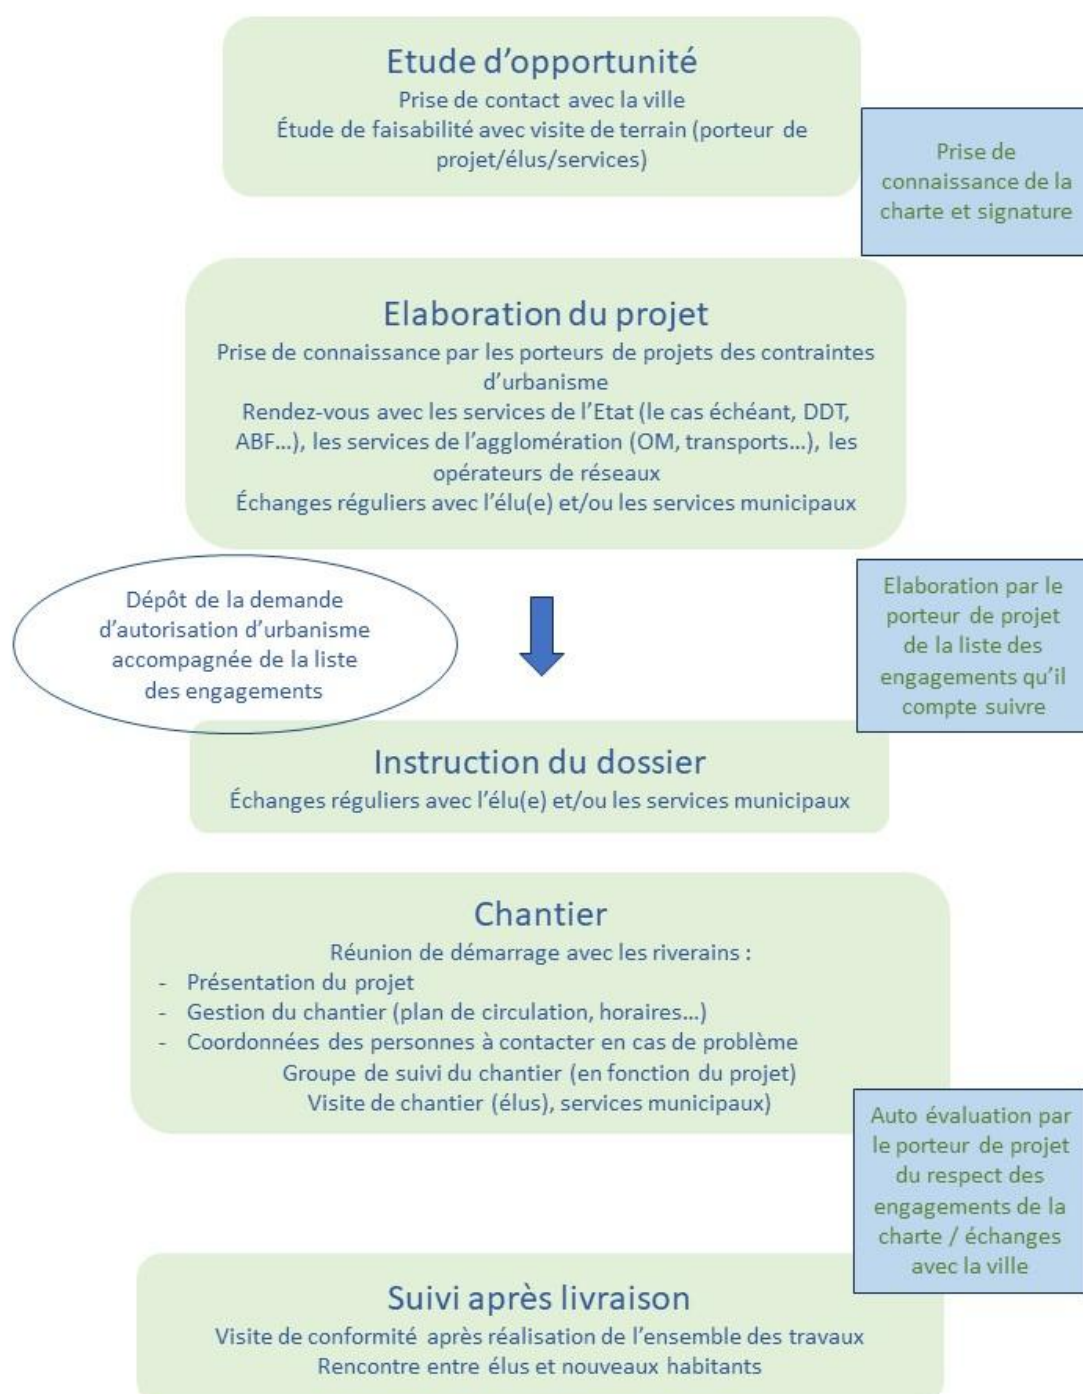 Etude d'opportunité
Prise de contact avec la ville
Étude de faisabilité avec visite de terrain (porteur de
projet/élus/services)
Prise de
connaissance de la
charte et signature
Elaboration du projet
Prise de connaissance par les porteurs de projets des contraintes
d'urbanisme
Rendez-vous avec les services de l'Etat (le cas échéant, DDT,
ABF…), les services de l'agglomération (OM, transports…), les
opérateurs de réseaux
Échanges réguliers avec l'élu(e) et/ou les services municipaux
Dépôt de la demande
d'autorisation d'urbanisme
accompagnée de la liste
des engagements
Elaboration par le
porteur de projet
de la liste des
engagements qu'il
compte suivre
Instruction du dossier
Échanges réguliers avec l'élu(e) et/ou les services municipaux
Chantier
Réunion de démarrage avec les riverains :
- Présentation du projet
- Gestion du chantier (plan de circulation, horaires…)
- Coordonnées des personnes à contacter en cas de problème
Groupe de suivi du chantier (en fonction du projet)
Visite de chantier (élus), services municipaux)
Auto évaluation par
le porteur de projet
du respect des
engagements de la
charte / échanges
avec la ville
Suivi après livraison
Visite de conformité après réalisation de l'ensemble des travaux
Rencontre entre élus et nouveaux habitants